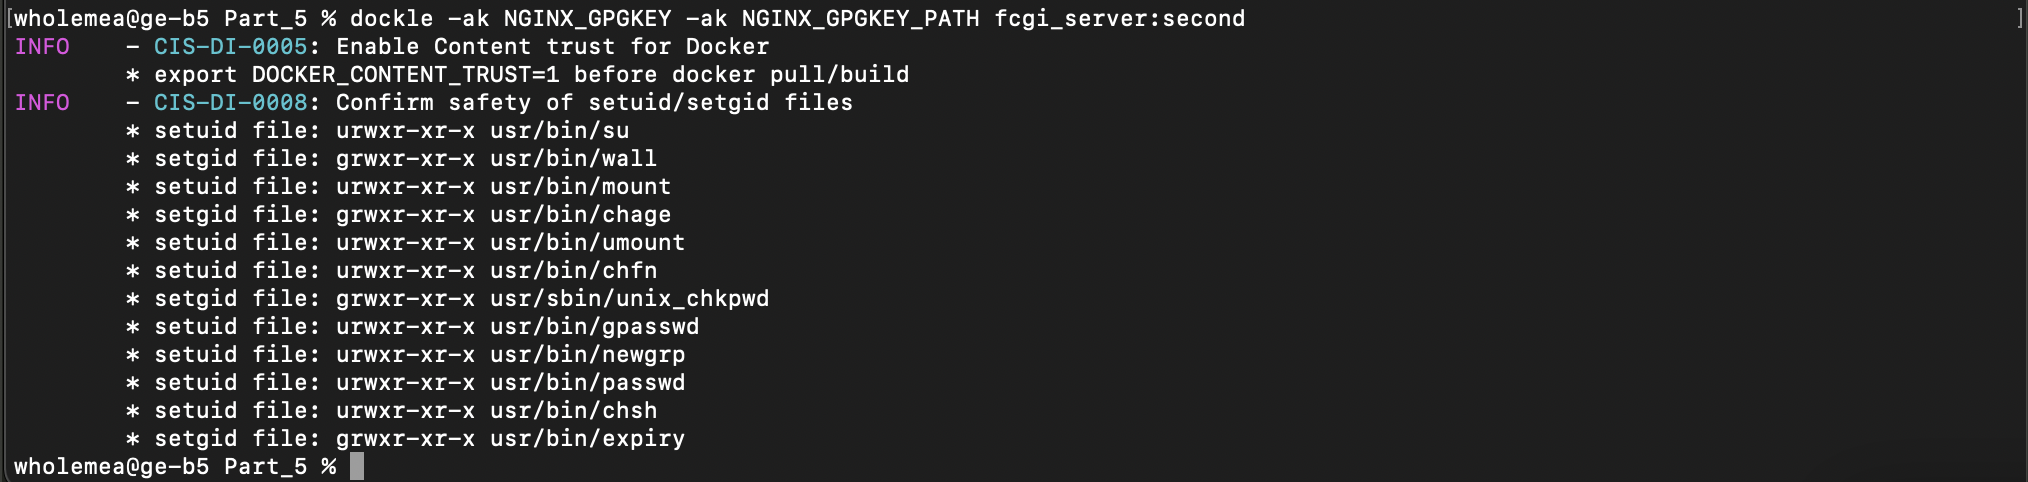 [wholemea@ge-b5 Part_5 % dockle -ak NGINX_GPGKEY -ak NGINX_GPGKEY_PATH fcgi_server:second ]
INFO - CIS-DI-0005: Enable Content trust for Docker
* export DOCKER_CONTENT_TRUST=1 before docker pull/build
INFO - CIS-DI-0008: Confirm safety of setuid/setgid files
* setuid file: urwxr-xr-x usr/bin/su
* setgid file: grwxr-xr-x usr/bin/wall
* setuid file: urwxr-xr-x usr/bin/mount
* setgid file: grwxr-xr-x usr/bin/chage
* setuid file: urwxr-xr-x usr/bin/umount
* setuid file: urwxr-xr-x usr/bin/chfn
* setgid file: grwxr-xr-x usr/sbin/unix_chkpwd
* setuid file: urwxr-xr-x usr/bin/gpasswd
* setuid file: urwxr-xr-x usr/bin/newgrp
* setuid file: urwxr-xr-x usr/bin/passwd
* setuid file: urwxr-xr-x usr/bin/chsh
* setgid file: grwxr-xr-x usr/bin/expiry
wholemea@ge-b5 Part_5 %